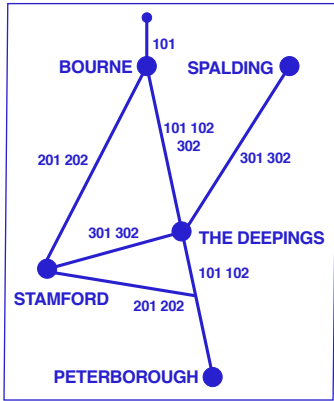 101
BOURNE
SPALDING
101 102
302
201 202
301 302
301 302
THE DEEPINGS
101 102
STAMFORD
201 202
PETERBOROUGH